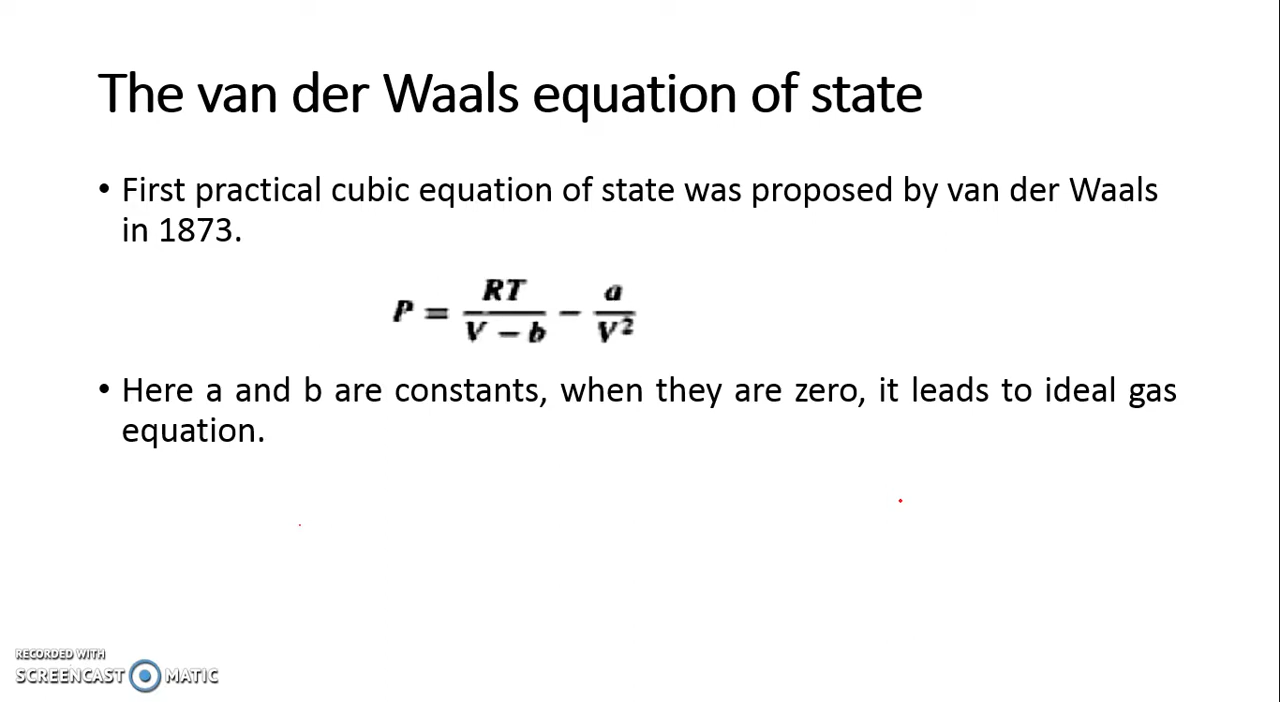 The van der Waals equation of state
• First practical cubic equation of state was proposed by van der Waals
in 1873.
P = RT / (V − b) − a / V²
• Here a and b are constants, when they are zero, it leads to ideal gas
equation.
RECORDED WITH
SCREENCAST MATIC